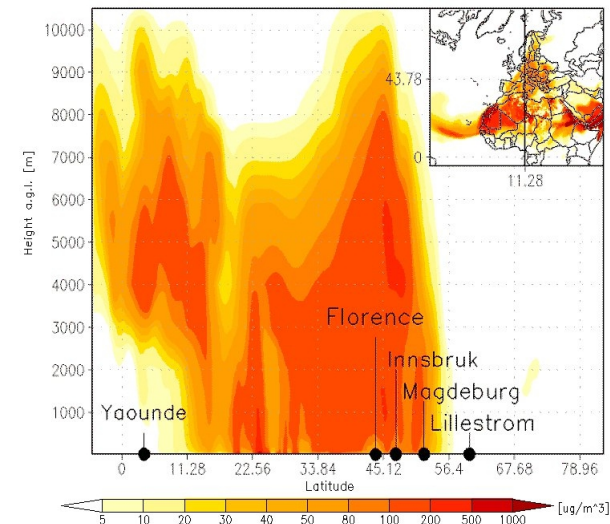 10000
9000
8000
7000
6000
5000
4000
3000
2000
1000
Height a.g.l. [m]
43.78
0
11.28
Florence
Innsbruk
Magdeburg
Yaounde
Lillestrom
0 11.28 22.56 33.84 45.12 56.4 67.68 78.96
Latitude
5 10 20 30 40 50 80 100 200 500 1000 [ug/m^3]